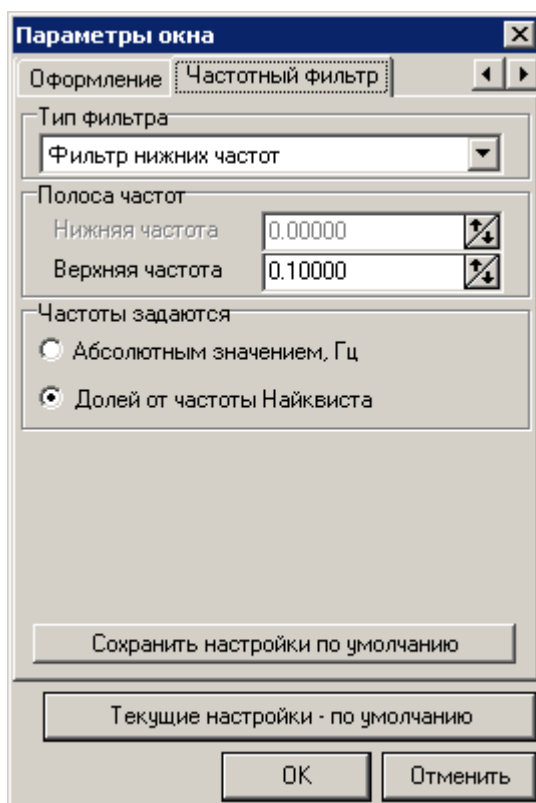 Параметры окна
Оформление Частотный фильтр
Тип фильтра
Фильтр нижних частот
Полоса частот
Нижняя частота 0.00000
Верхняя частота 0.10000
Частоты задаются
Абсолютным значением, Гц
Долей от частоты Найквиста
Сохранить настройки по умолчанию
Текущие настройки - по умолчанию
OK Отменить